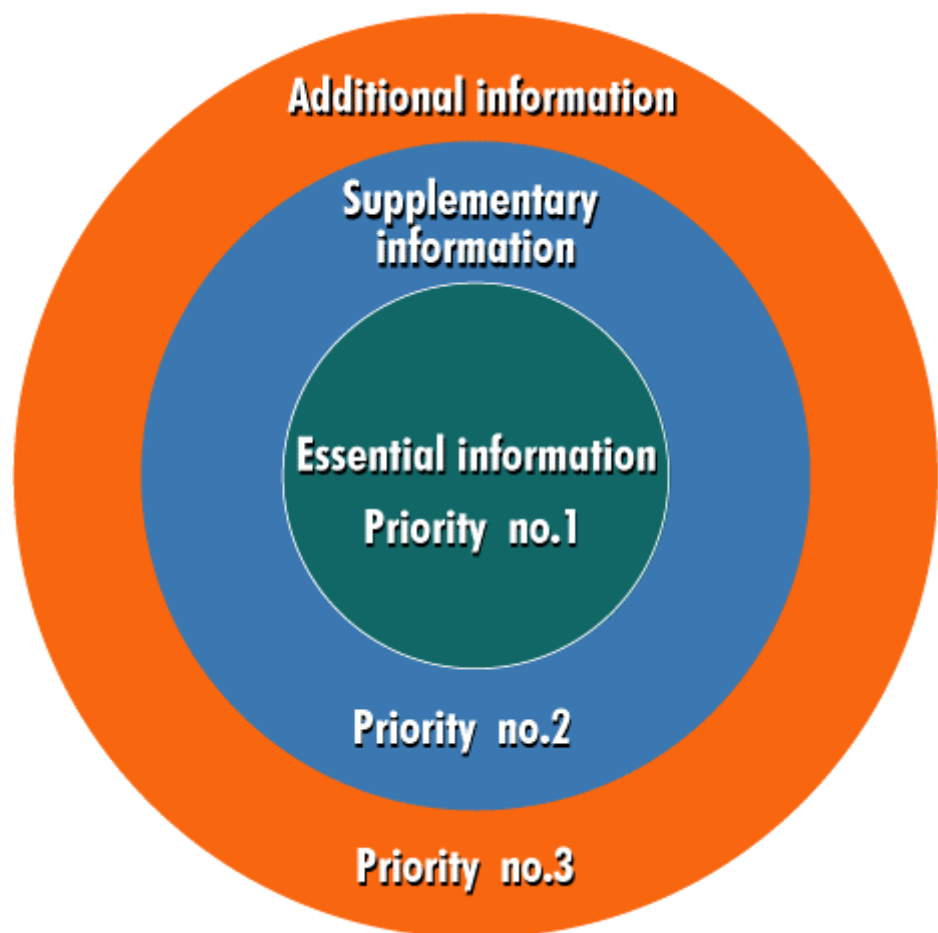 Additional information
Supplementary
information
Essential information
Priority no.1
Priority no.2
Priority no.3